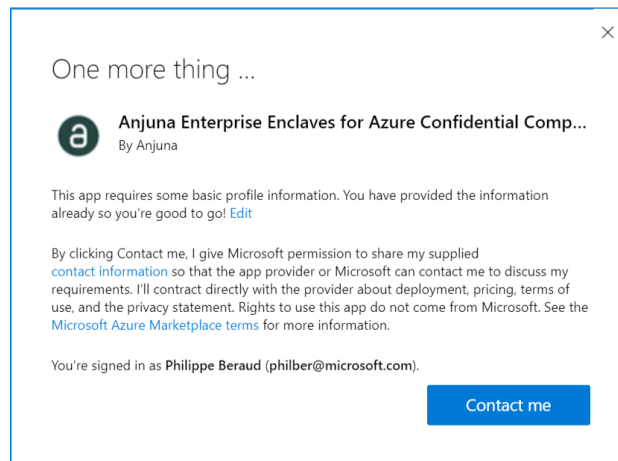 One more thing ...
a
Anjuna Enterprise Enclaves for Azure Confidential Comp...
By Anjuna
This app requires some basic profile information. You have provided the information
already so you're good to go! Edit
By clicking Contact me, I give Microsoft permission to share my supplied
contact information so that the app provider or Microsoft can contact me to discuss my
requirements. I'll contract directly with the provider about deployment, pricing, terms of
use, and the privacy statement. Rights to use this app do not come from Microsoft. See the
Microsoft Azure Marketplace terms for more information.
You're signed in as Philippe Beraud (philber@microsoft.com).
Contact me